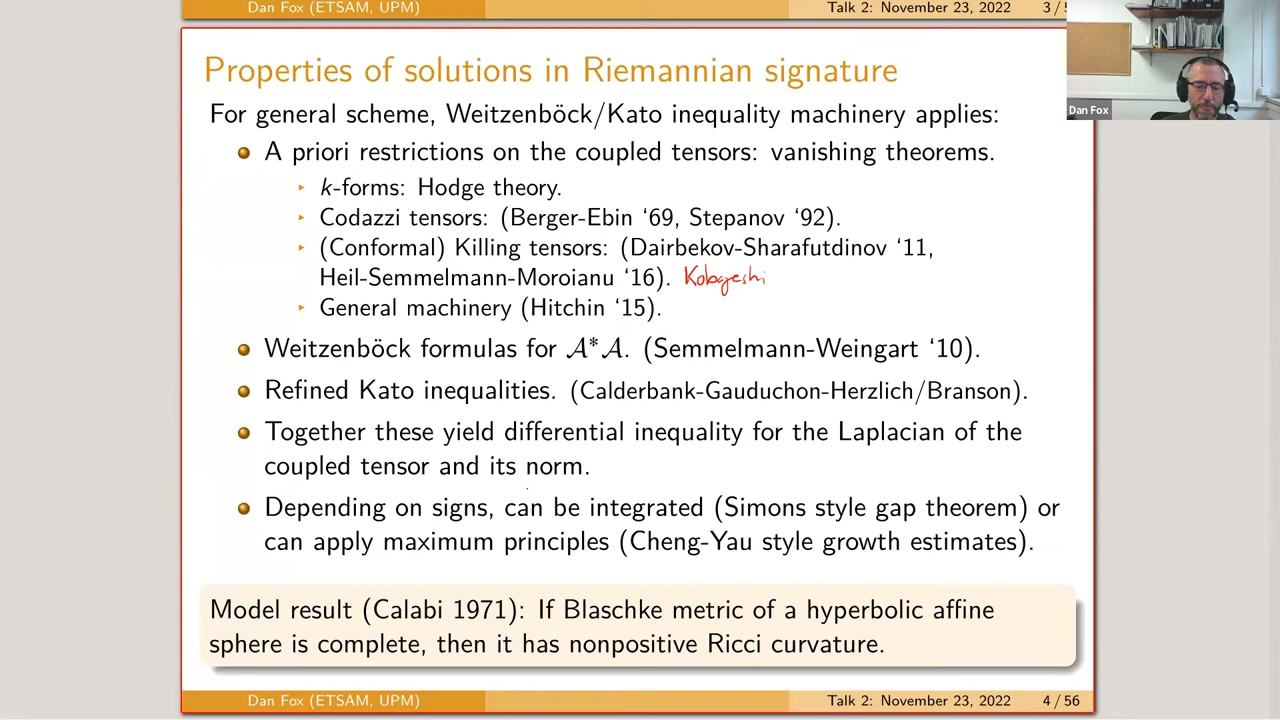 Dan Fox (ETSAM, UPM) Talk 2: November 23, 2022 3 / 5
Properties of solutions in Riemannian signature
For general scheme, Weitzenböck/Kato inequality machinery applies:
A priori restrictions on the coupled tensors: vanishing theorems.
k-forms: Hodge theory.
Codazzi tensors: (Berger-Ebin ‘69, Stepanov ‘92).
(Conformal) Killing tensors: (Dairbekov-Sharafutdinov ‘11,
Heil-Semmelmann-Moroianu ‘16). Kobayashi
General machinery (Hitchin ‘15).
Weitzenböck formulas for 𝒜*𝒜. (Semmelmann-Weingart ‘10).
Refined Kato inequalities. (Calderbank-Gauduchon-Herzlich/Branson).
Together these yield differential inequality for the Laplacian of the
coupled tensor and its norm.
Depending on signs, can be integrated (Simons style gap theorem) or
can apply maximum principles (Cheng-Yau style growth estimates).
Model result (Calabi 1971): If Blaschke metric of a hyperbolic affine
sphere is complete, then it has nonpositive Ricci curvature.
Dan Fox (ETSAM, UPM) Talk 2: November 23, 2022 4 / 56
Dan Fox